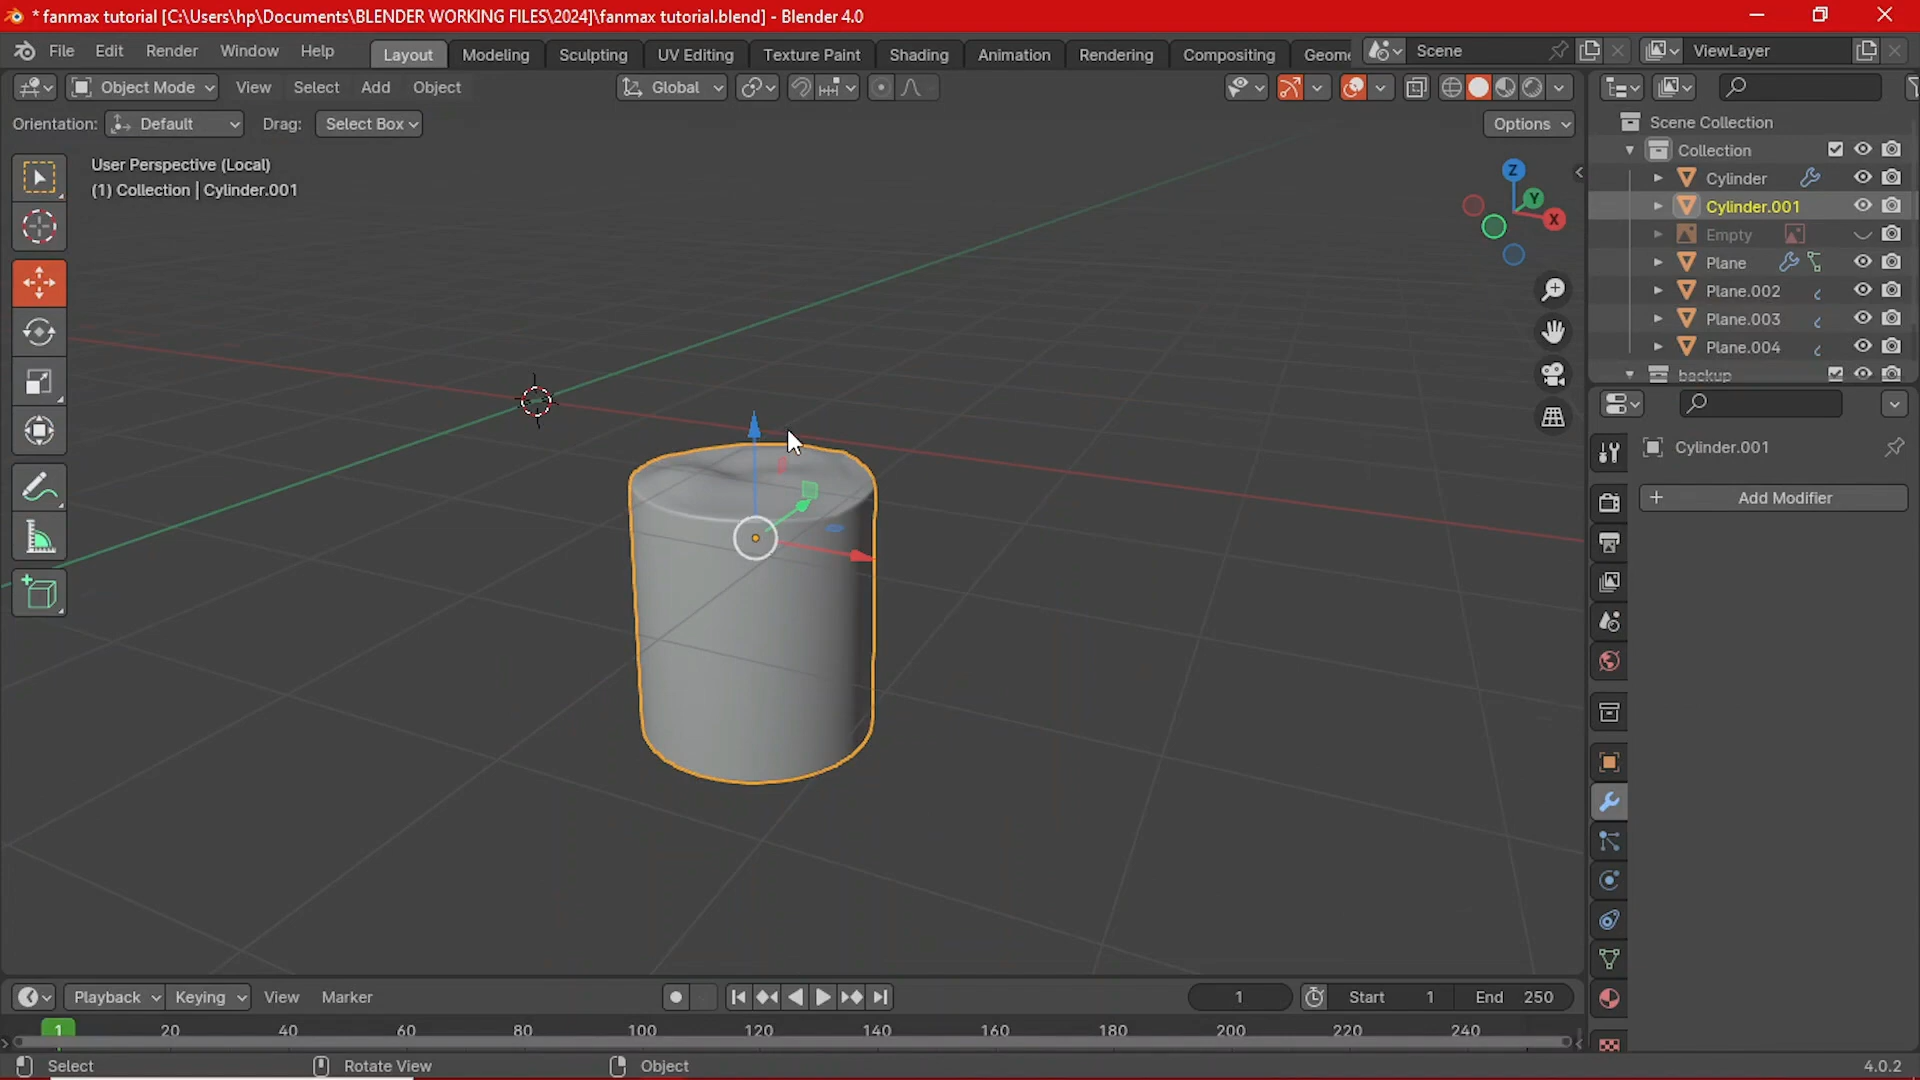 * fanmax tutorial [C:\Users\hp\Documents\BLENDER WORKING FILES\2024]\fanmax tutorial.blend] - Blender 4.0
File Edit Render Window Help Layout Modeling Sculpting UV Editing Texture Paint Shading Animation Rendering Compositing Geome Scene ViewLayer
Object Mode View Select Add Object Global
Orientation: Default Drag: Select Box Options
User Perspective (Local)
(1) Collection | Cylinder.001
Z
Y
X
Scene Collection
Collection
Cylinder
Cylinder.001
Empty
Plane
Plane.002
Plane.003
Plane.004
backup
Cylinder.001
+ Add Modifier
Playback Keying View Marker 1 Start 1 End 250
1 20 40 60 80 100 120 140 160 180 200 220 240
Select Rotate View Object 4.0.2